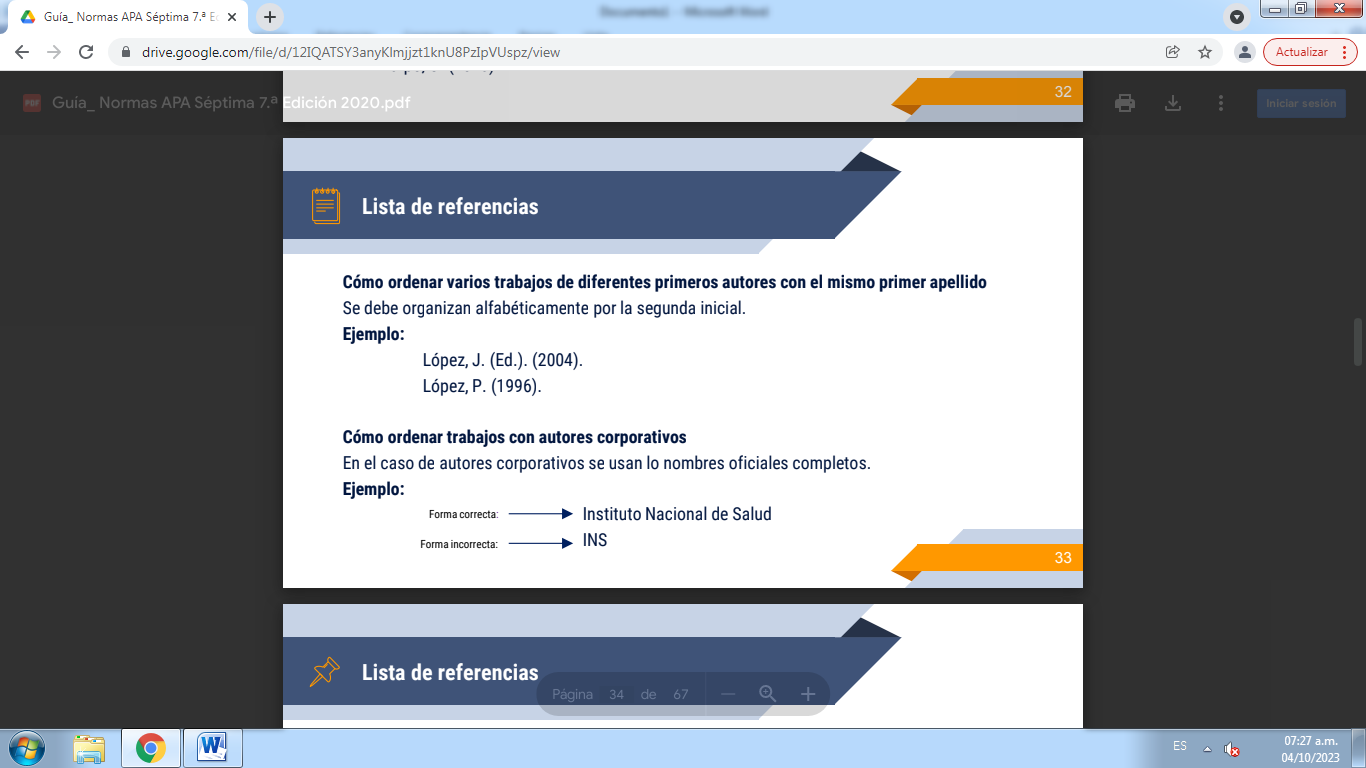 Guía_ Normas APA Séptima 7.ª Ed
Document1 - Microsoft Word
drive.google.com/file/d/12IQATSY3anyKlmjjzt1knU8PzIpVUspz/view
Actualizar
32
PDF
Guía_ Normas APA Séptima 7.ª Edición 2020.pdf
Iniciar sesión
Lista de referencias
Cómo ordenar varios trabajos de diferentes primeros autores con el mismo primer apellido
Se debe organizan alfabéticamente por la segunda inicial.
Ejemplo:
López, J. (Ed.). (2004).
López, P. (1996).
Cómo ordenar trabajos con autores corporativos
En el caso de autores corporativos se usan lo nombres oficiales completos.
Ejemplo:
Forma correcta: Instituto Nacional de Salud
Forma incorrecta: INS
33
Lista de referencias
Página 34 de 67
ES
07:27 a.m.
04/10/2023